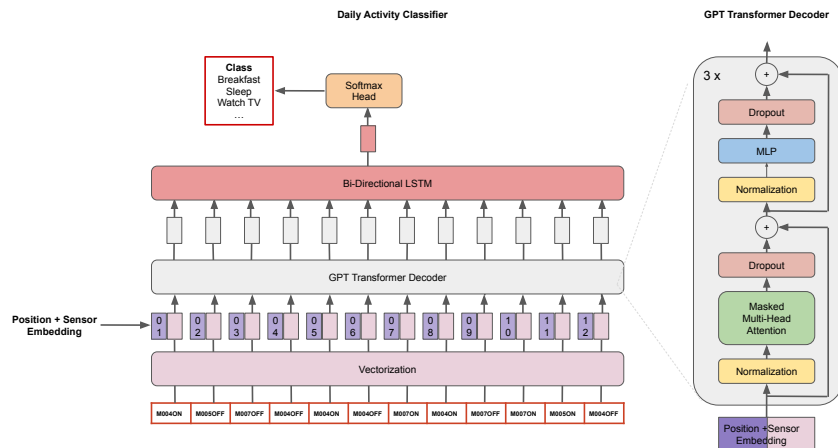 Daily Activity Classifier
GPT Transformer Decoder
Class
Breakfast
Sleep
Watch TV
...
Softmax
Head
Bi-Directional LSTM
GPT Transformer Decoder
Position + Sensor
Embedding
01 02 03 04 05 06 07 08 09 10 11 12
Vectorization
M004ON M005OFF M007OFF M004OFF M004ON M004OFF M007ON M004ON M007OFF M007ON M005ON M004OFF
3 x
+
Dropout
MLP
Normalization
+
Dropout
Masked
Multi-Head
Attention
Normalization
Position +Sensor
Embedding